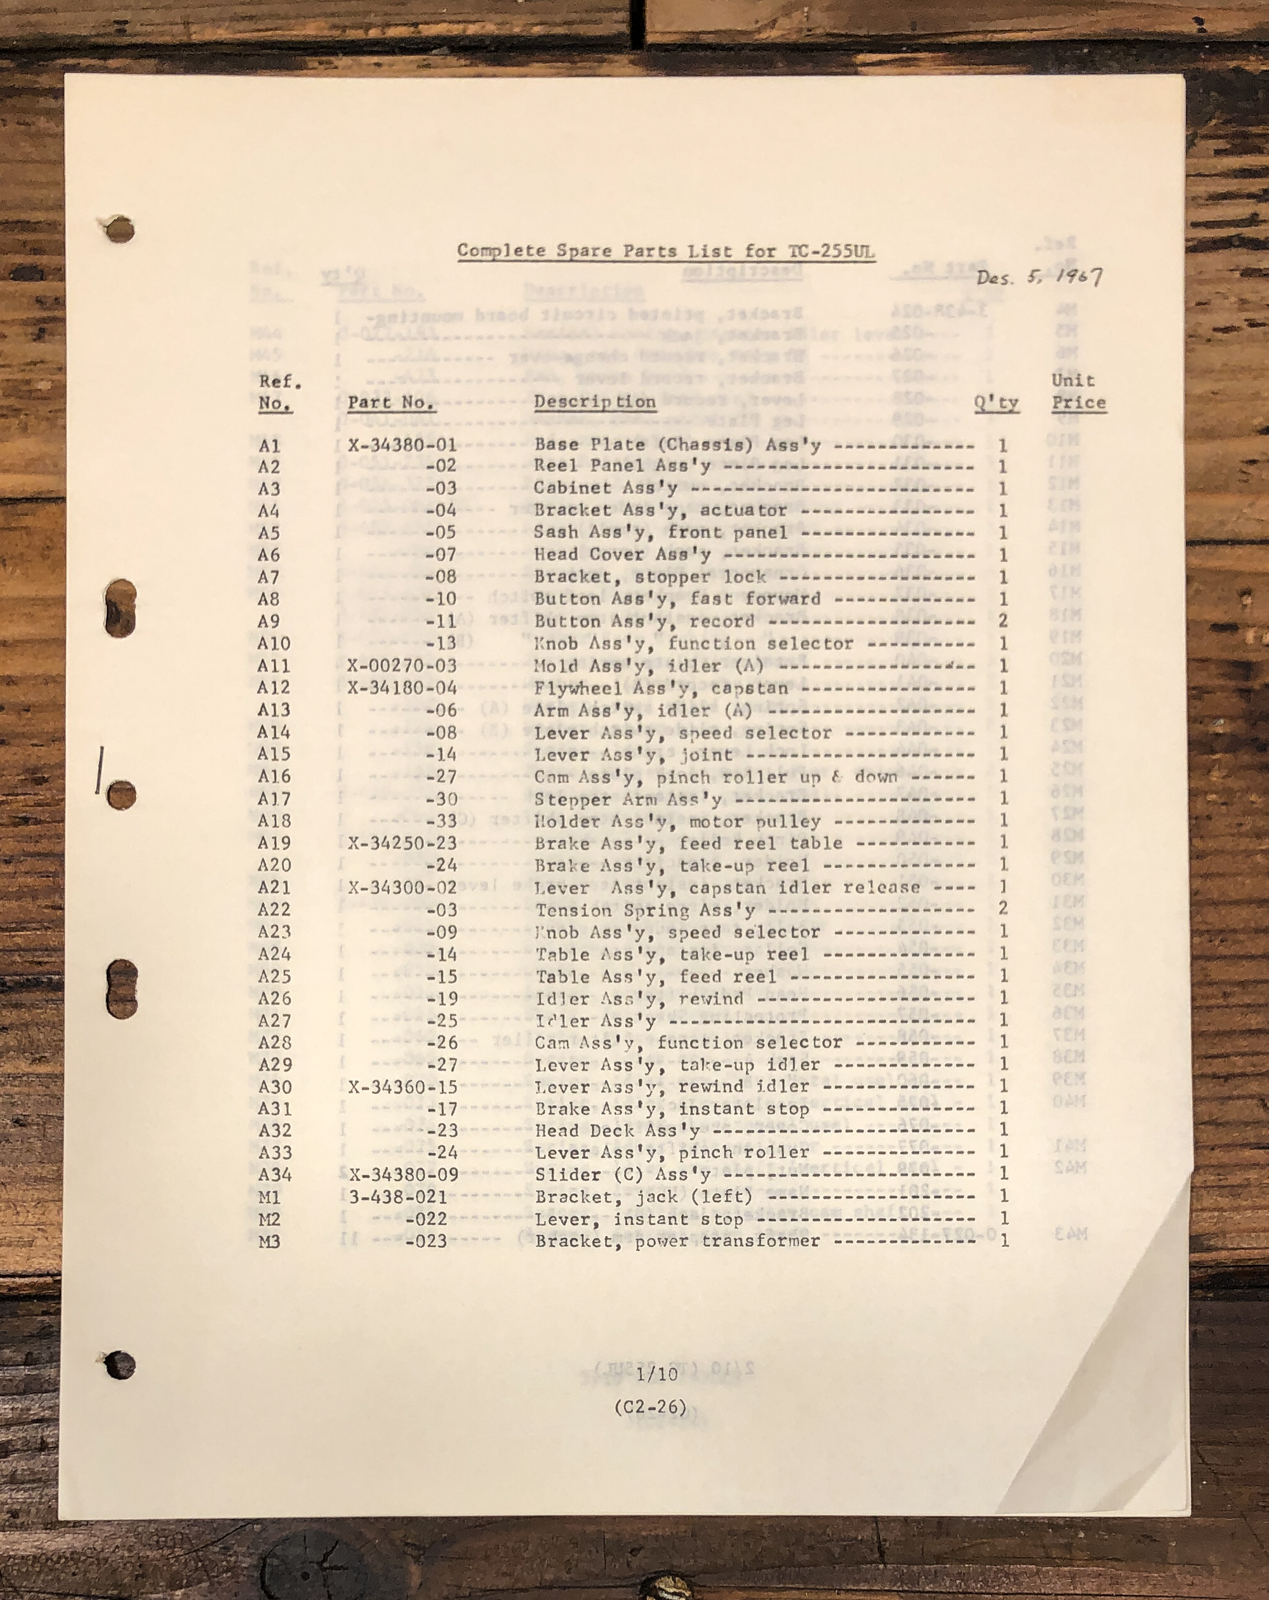 Complete Spare Parts List for TC-255UL
Des. 5, 1967
Ref. Unit
No. Part No. Description Q'ty Price
A1 X-34380-01 Base Plate (Chassis) Ass'y ------------- 1
A2 -02 Reel Panel Ass'y ----------------------- 1
A3 -03 Cabinet Ass'y -------------------------- 1
A4 -04 Bracket Ass'y, actuator ---------------- 1
A5 -05 Sash Ass'y, front panel ---------------- 1
A6 -07 Head Cover Ass'y ----------------------- 1
A7 -08 Bracket, stopper lock ------------------ 1
A8 -10 Button Ass'y, fast forward ------------- 1
A9 -11 Button Ass'y, record ------------------- 2
A10 -13 Knob Ass'y, function selector ---------- 1
A11 X-00270-03 Mold Ass'y, idler (A) ------------------ 1
A12 X-34180-04 Flywheel Ass'y, capstan ---------------- 1
A13 -06 Arm Ass'y, idler (A) ------------------- 1
A14 -08 Lever Ass'y, speed selector ------------ 1
A15 -14 Lever Ass'y, joint --------------------- 1
A16 -27 Cam Ass'y, pinch roller up & down ------ 1
A17 -30 Stepper Arm Ass'y ---------------------- 1
A18 -33 Holder Ass'y, motor pulley ------------- 1
A19 X-34250-23 Brake Ass'y, feed reel table ----------- 1
A20 -24 Brake Ass'y, take-up reel -------------- 1
A21 X-34300-02 Lever Ass'y, capstan idler release ---- 1
A22 -03 Tension Spring Ass'y ------------------- 2
A23 -09 Knob Ass'y, speed selector ------------- 1
A24 -14 Table Ass'y, take-up reel -------------- 1
A25 -15 Table Ass'y, feed reel ----------------- 1
A26 -19 Idler Ass'y, rewind -------------------- 1
A27 -25 Idler Ass'y ---------------------------- 1
A28 -26 Cam Ass'y, function selector ----------- 1
A29 -27 Lever Ass'y, take-up idler ------------- 1
A30 X-34360-15 Lever Ass'y, rewind idler -------------- 1
A31 -17 Brake Ass'y, instant stop -------------- 1
A32 -23 Head Deck Ass'y ------------------------ 1
A33 -24 Lever Ass'y, pinch roller -------------- 1
A34 X-34380-09 Slider (C) Ass'y ----------------------- 1
M1 3-438-021 Bracket, jack (left) ------------------- 1
M2 -022 Lever, instant stop -------------------- 1
M3 -023 Bracket, power transformer ------------- 1
1/10
(C2-26)